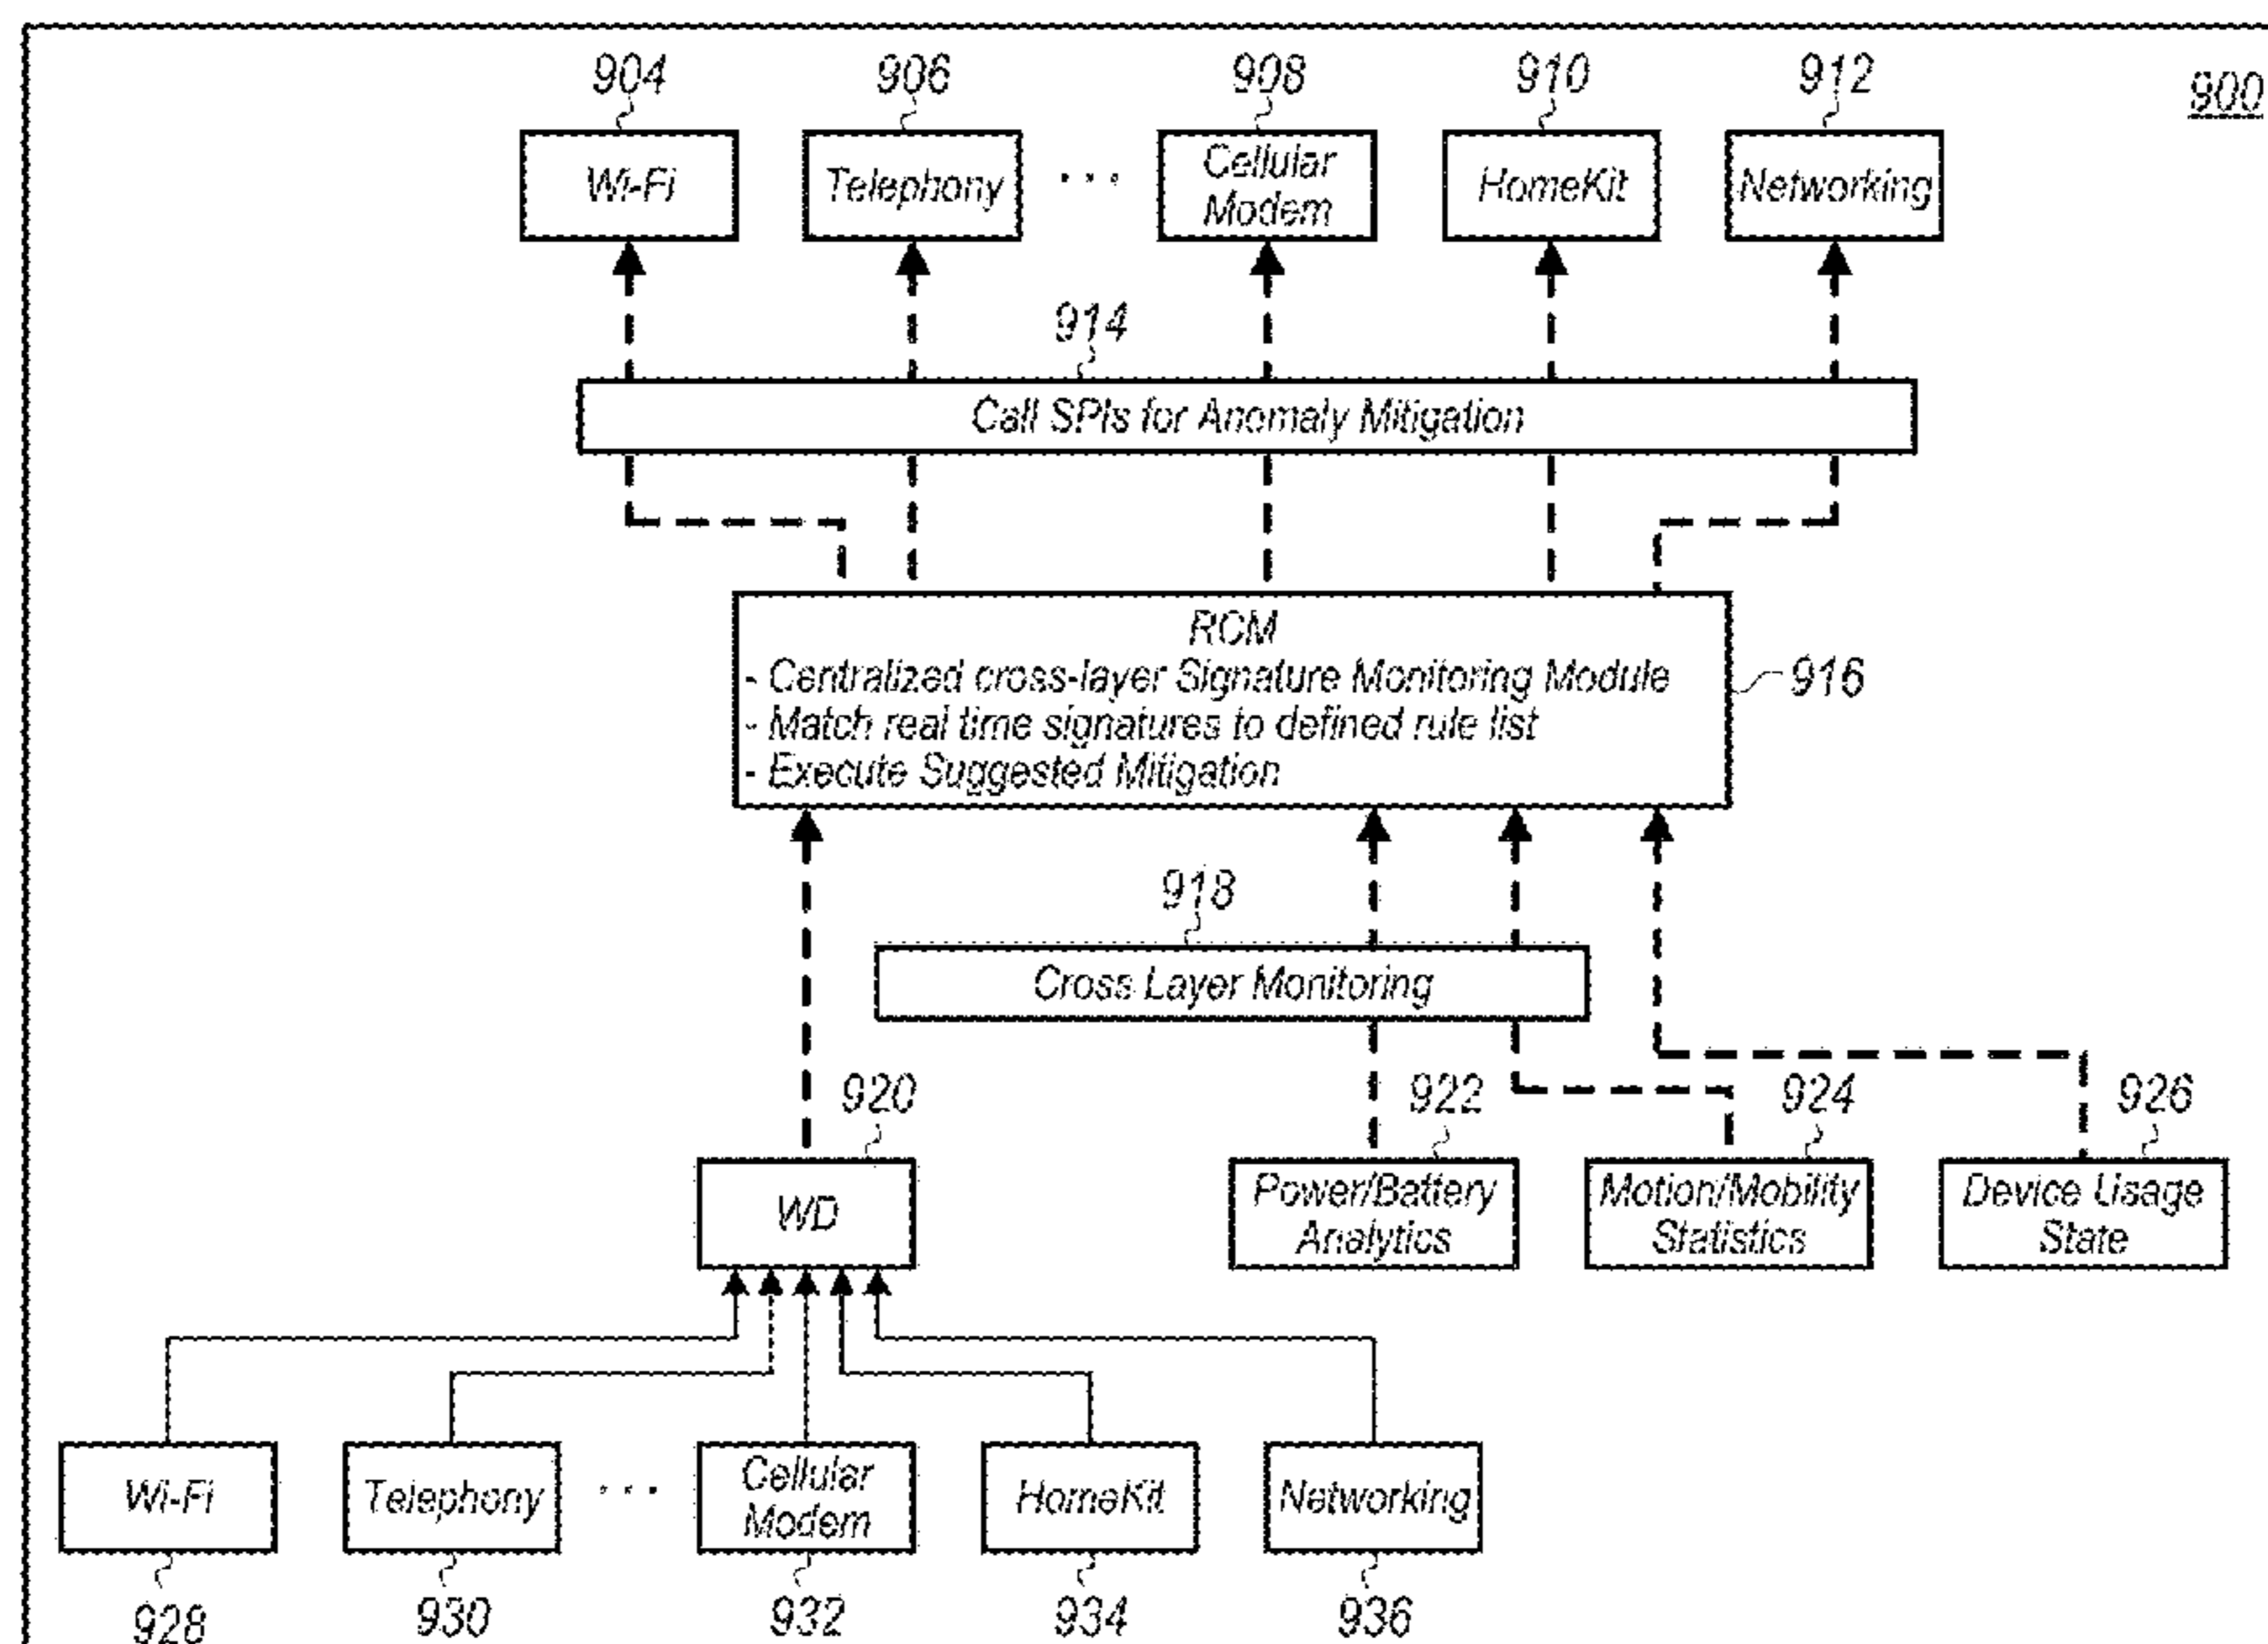 904 906 908 910 912 900
Wi-Fi Telephony ... Cellular Modem HomeKit Networking
914
Call SPIs for Anomaly Mitigation
RCM
- Centralized cross-layer Signature Monitoring Module
- Match real time signatures to defined rule list
- Execute Suggested Mitigation
916
918
Cross Layer Monitoring
920 922 924 926
WD
Power/Battery
Analytics
Motion/Mobility
Statistics
Device Usage
State
Wi-Fi Telephony ... Cellular Modem HomeKit Networking
928 930 932 934 936